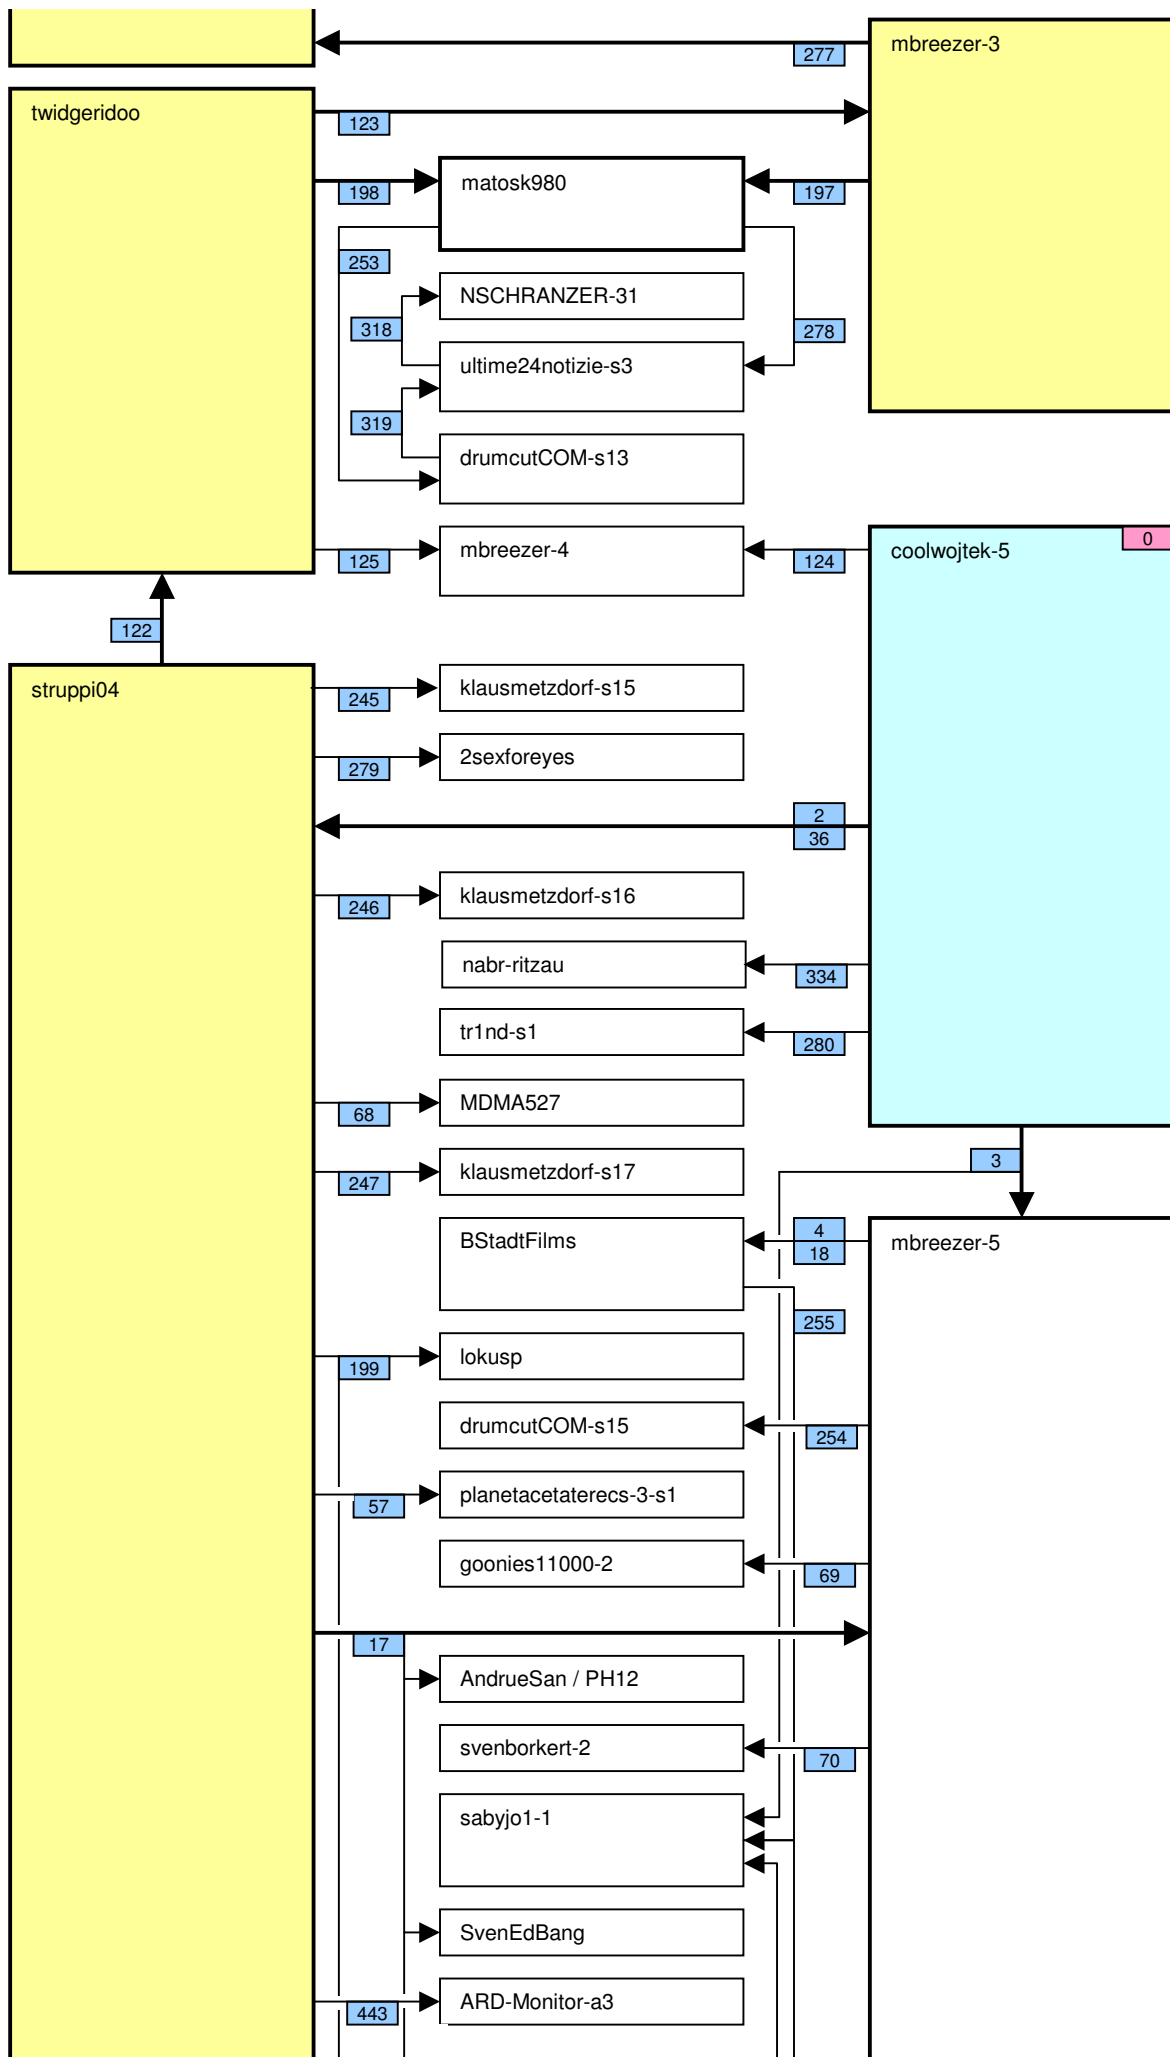 mbreezer-3
277
twidgeridoo
123
matosk980
198
197
253
NSCHRANZER-31
318
278
ultime24notizie-s3
319
drumcutCOM-s13
mbreezer-4
coolwojtek-5
0
125
124
122
struppi04
klausmetzdorf-s15
245
2sexforeyes
279
2
36
klausmetzdorf-s16
246
nabr-ritzau
334
tr1nd-s1
280
MDMA527
68
3
klausmetzdorf-s17
247
4
BStadtFilms
mbreezer-5
18
255
lokusp
199
drumcutCOM-s15
254
planetacetaterecs-3-s1
57
goonies11000-2
69
17
AndrueSan / PH12
svenborkert-2
70
sabyjo1-1
SvenEdBang
ARD-Monitor-a3
443